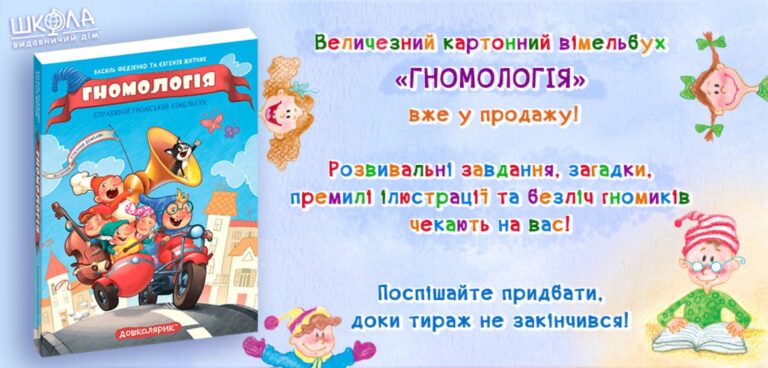 ШКОЛА
ВИДАВНИЧИЙ ДІМ
ВАСИЛЬ ФЕДІЄНКО ТА ЄВГЕНІЯ ЖИТНИК
ГНОМОЛОГІЯ
СПРАВЖНІЙ ГНОМСЬКИЙ ВІМЕЛЬБУХ
ДОШКОЛЯРИК
ГНОМОЛОГІЯ
Величезний картонний вімельбух
«ГНОМОЛОГІЯ»
вже у продажу!
Розвивальні завдання, загадки,
премилі ілюстрації та безліч гномиків
чекають на вас!
Поспішайте придбати,
доки тираж не закінчився!